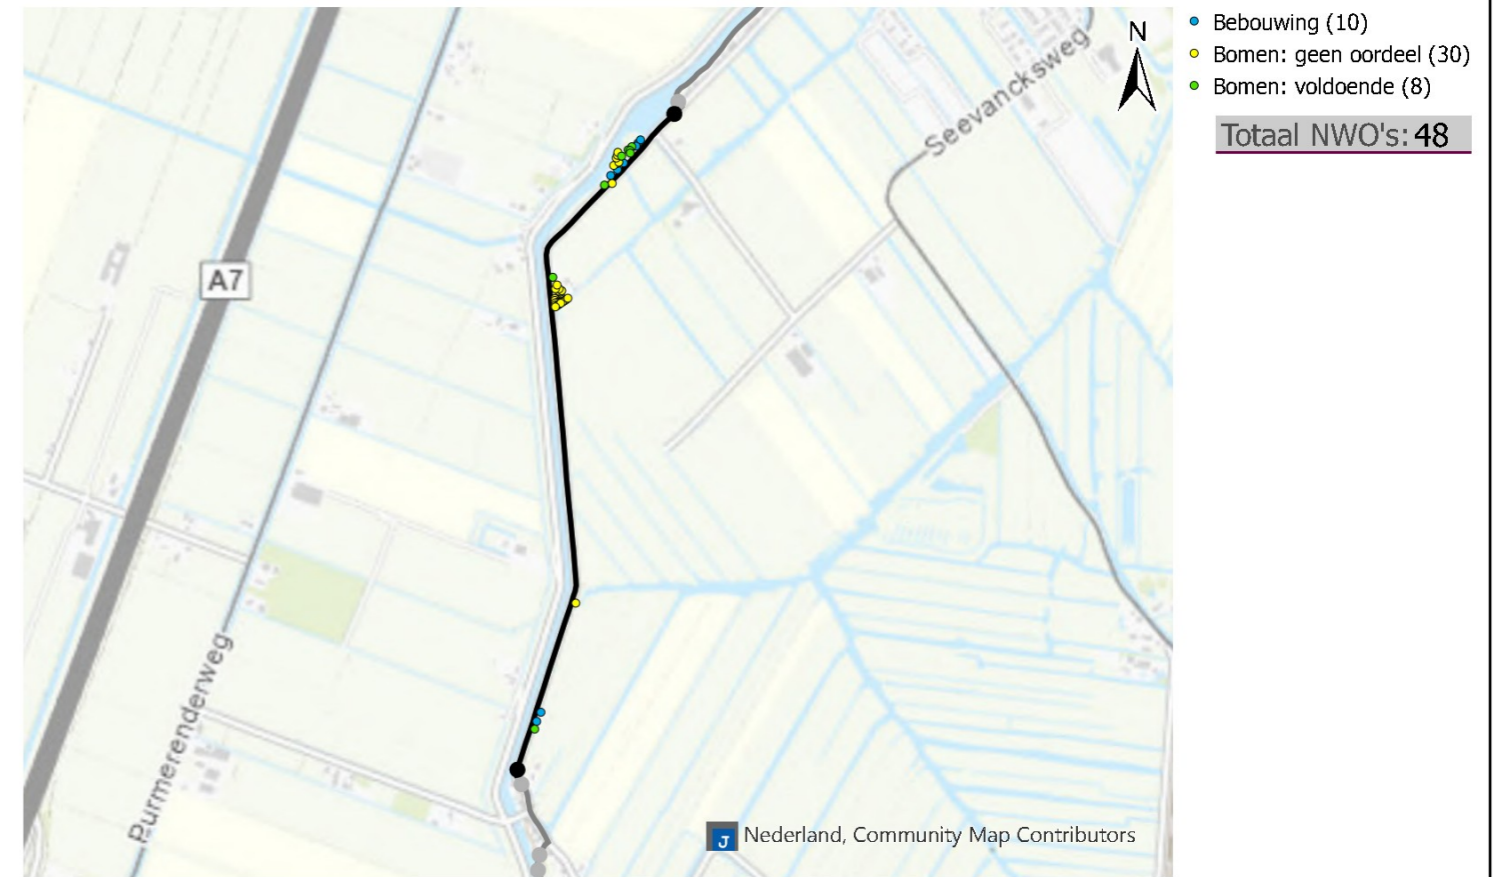 Bebouwing (10)
Bomen: geen oordeel (30)
Bomen: voldoende (8)
Totaal NWO's: 48
N
Seevancksweg
A7
Purmerenderweg
J Nederland, Community Map Contributors